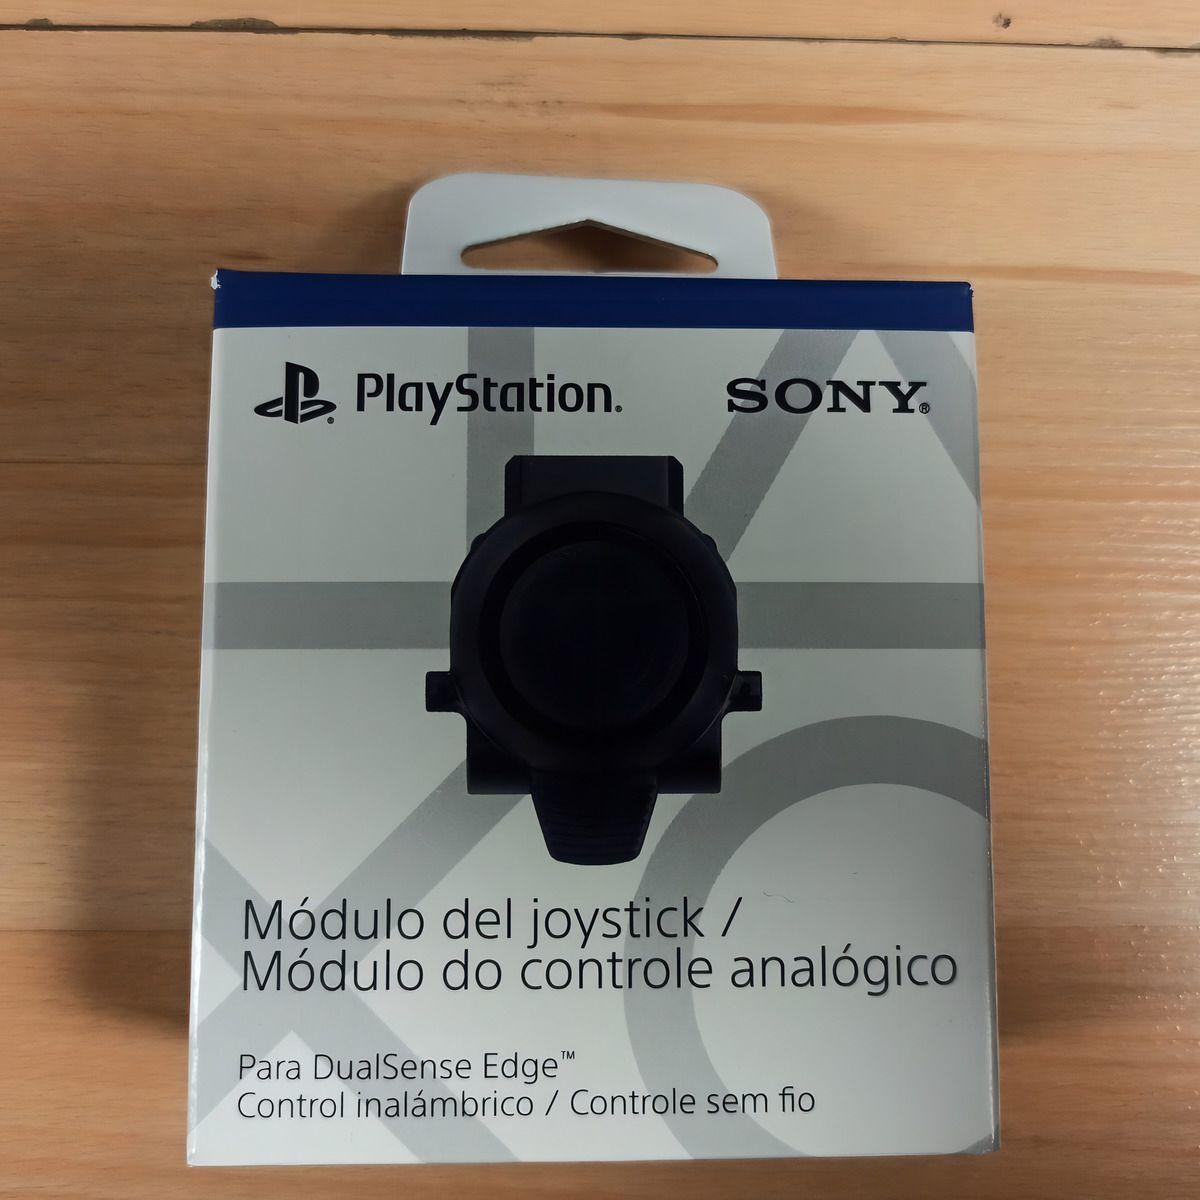 PlayStation® SONY®
Módulo del joystick /
Módulo do controle analógico
Para DualSense Edge™
Control inalámbrico / Controle sem fio